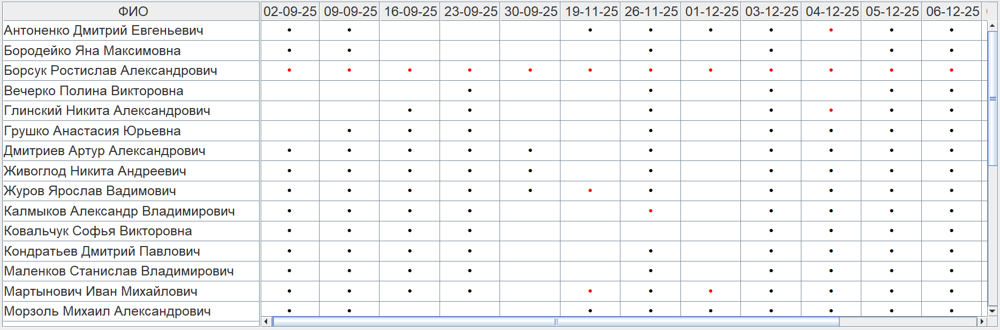 ФИО 02-09-25 09-09-25 16-09-25 23-09-25 30-09-25 19-11-25 26-11-25 01-12-25 03-12-25 04-12-25 05-12-25 06-12-25
Антоненко Дмитрий Евгеньевич • • • • • • • • •
Бородейко Яна Максимовна • • • • • •
Борсук Ростислав Александрович • • • • • • • • • • • •
Вечерко Полина Викторовна • • • • •
Глинский Никита Александрович • • • • • • •
Грушко Анастасия Юрьевна • • • • • • • •
Дмитриев Артур Александрович • • • • • • • • • •
Живоглод Никита Андреевич • • • • • • • • • •
Журов Ярослав Вадимович • • • • • • • • • • •
Калмыков Александр Владимирович • • • • • • • • •
Ковальчук Софья Викторовна • • • • • • • •
Кондратьев Дмитрий Павлович • • • • • • • • •
Маленков Станислав Владимирович • • • • • • • • •
Мартынович Иван Михайлович • • • • • • • • • • •
Морзоль Михаил Александрович • • • • • • • • •